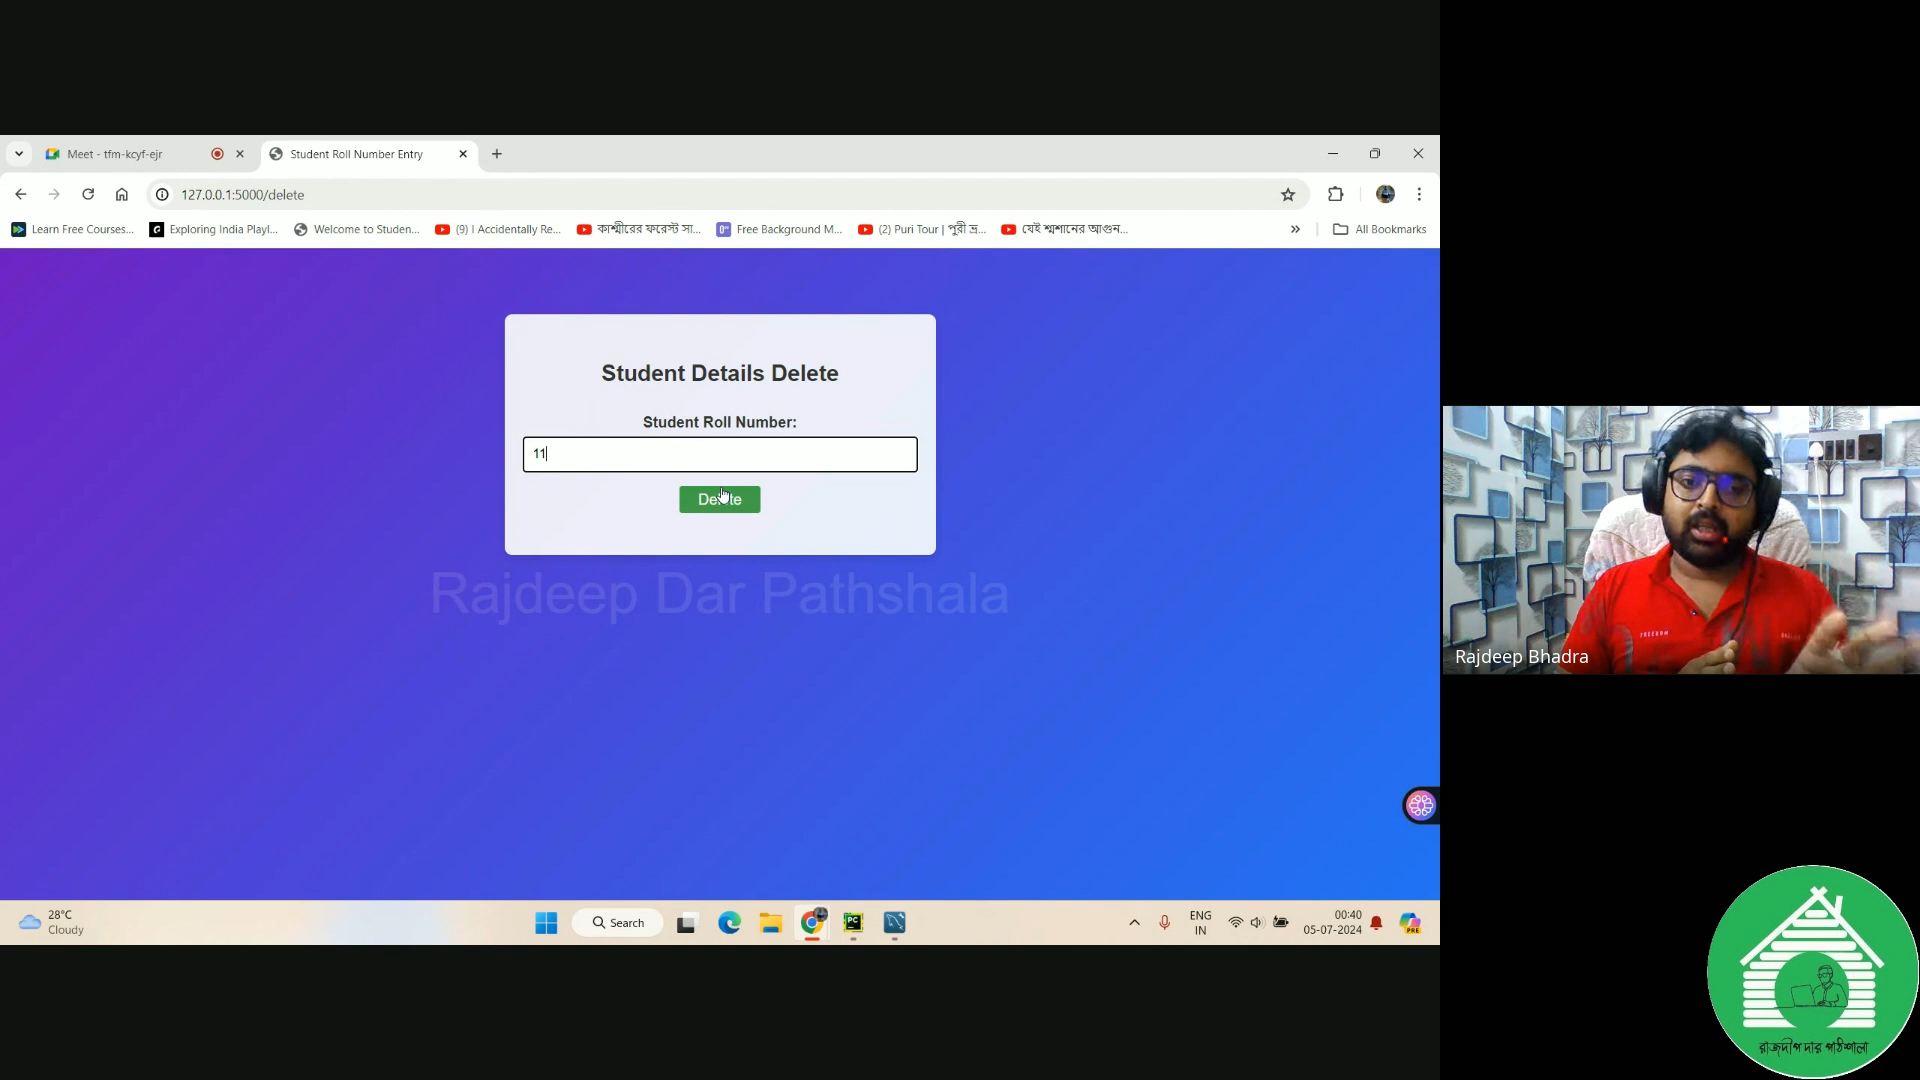 Meet - tfm-kcyf-ejr
Student Roll Number Entry
127.0.0.1:5000/delete
Learn Free Courses...
Exploring India Playl...
Welcome to Studen...
(9) I Accidentally Re...
কাশ্মীরের ফরেস্ট সা...
Free Background M...
(2) Puri Tour | পুরী ভ্র...
যেই শ্মশানের আগুন...
All Bookmarks
Student Details Delete
Student Roll Number:
11
Delete
Rajdeep Dar Pathshala
FREEDOM
Rajdeep Bhadra
28°C
Cloudy
Search
PC
ENG
IN
00:40
05-07-2024
PRE
রাজদীপ দার পাঠশালা